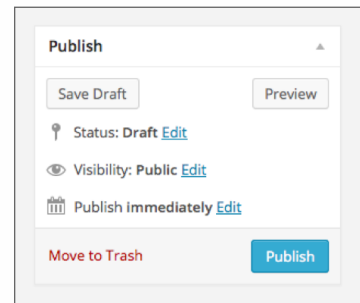 Publish
Save Draft Preview
Status: Draft Edit
Visibility: Public Edit
Publish immediately Edit
Move to Trash Publish